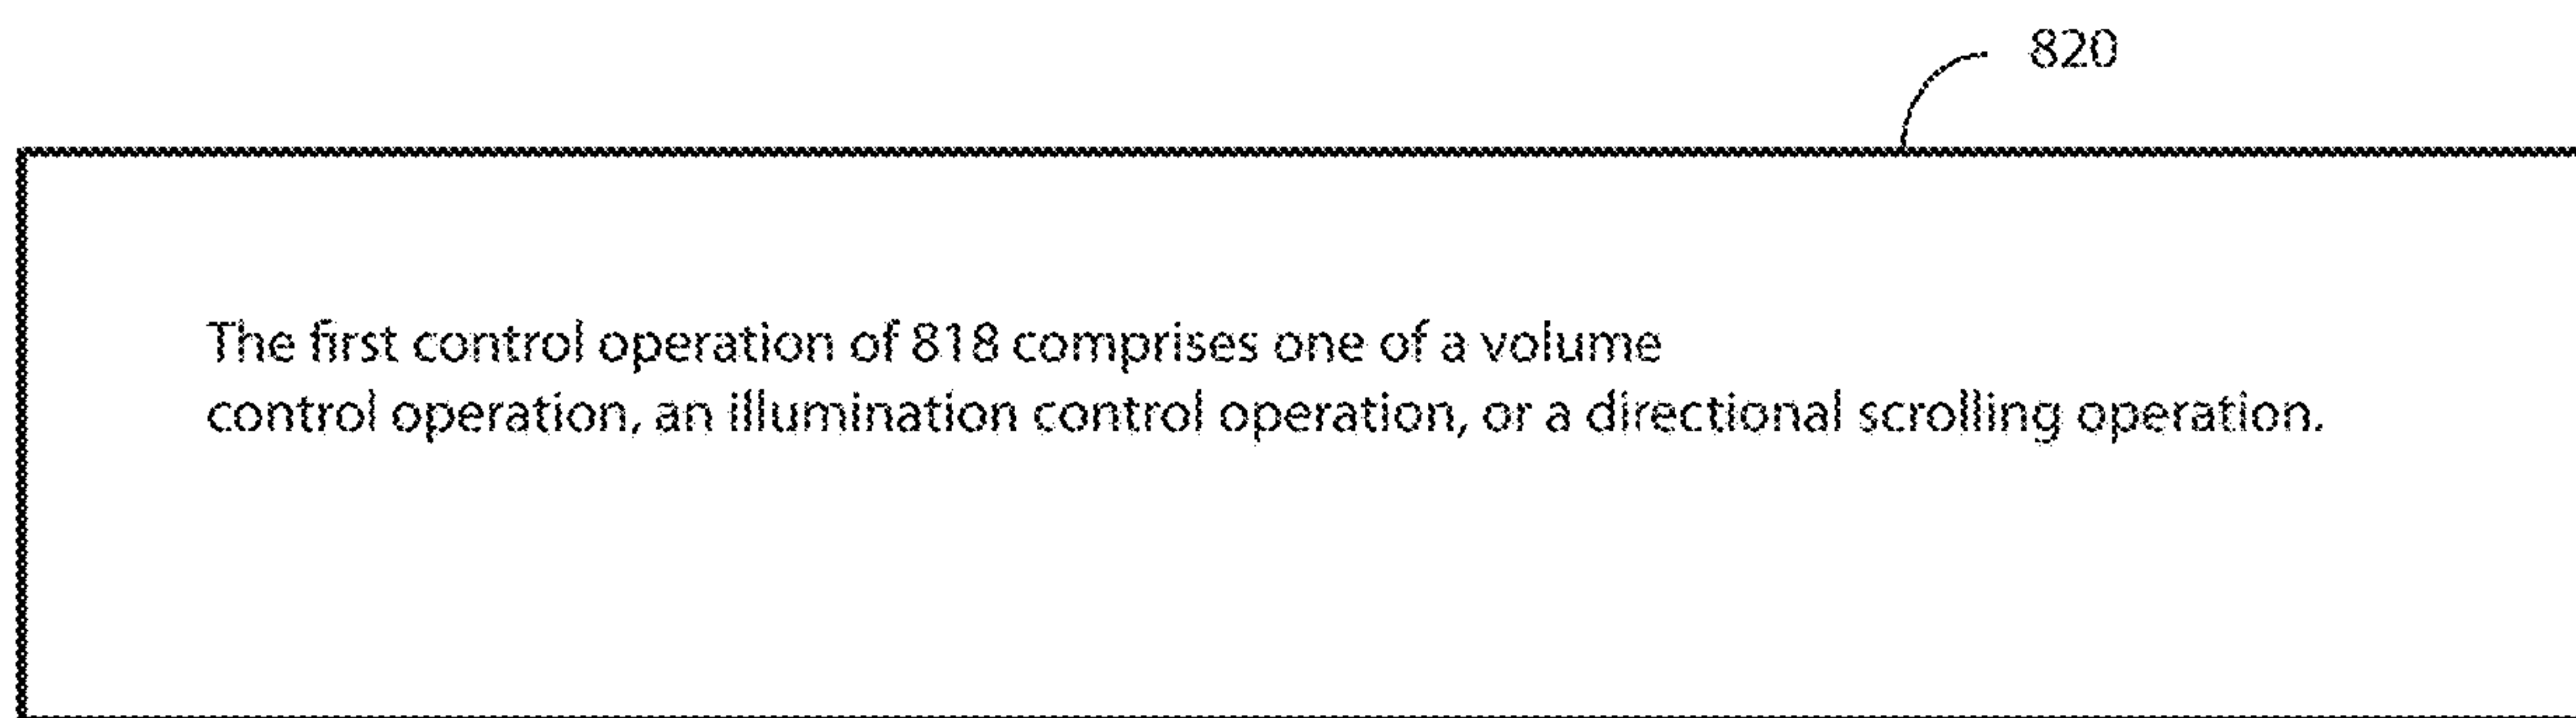 820
The first control operation of 818 comprises one of a volume
control operation, an illumination control operation, or a directional scrolling operation.